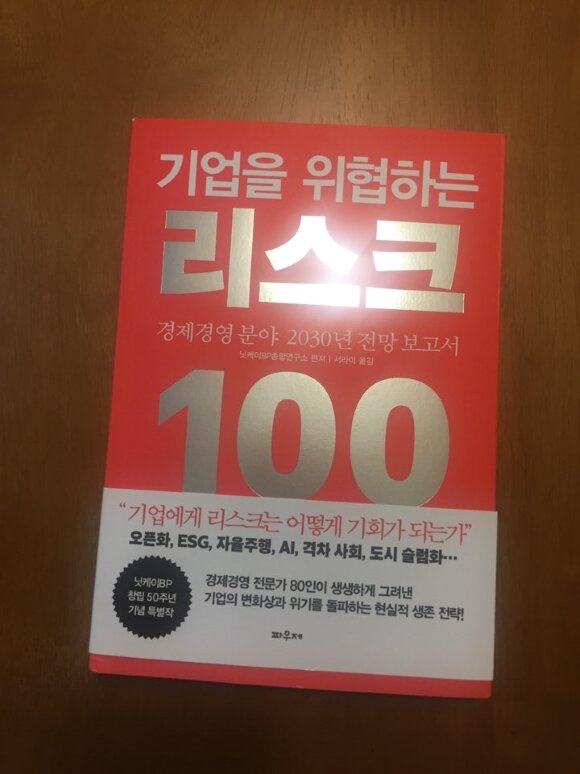 기업을 위협하는
리스크
경제경영 분야 2030년 전망 보고서
닛케이BP종합연구소 편저 | 서라미 옮김
100
“기업에게 리스크는 어떻게 기회가 되는가”
오픈화, ESG, 자율주행, AI, 격차 사회, 도시 슬럼화…
닛케이BP
창립 50주년
기념 특별작
경제경영 전문가 80인이 생생하게 그려낸
기업의 변화상과 위기를 돌파하는 현실적 생존 전략!
파우제